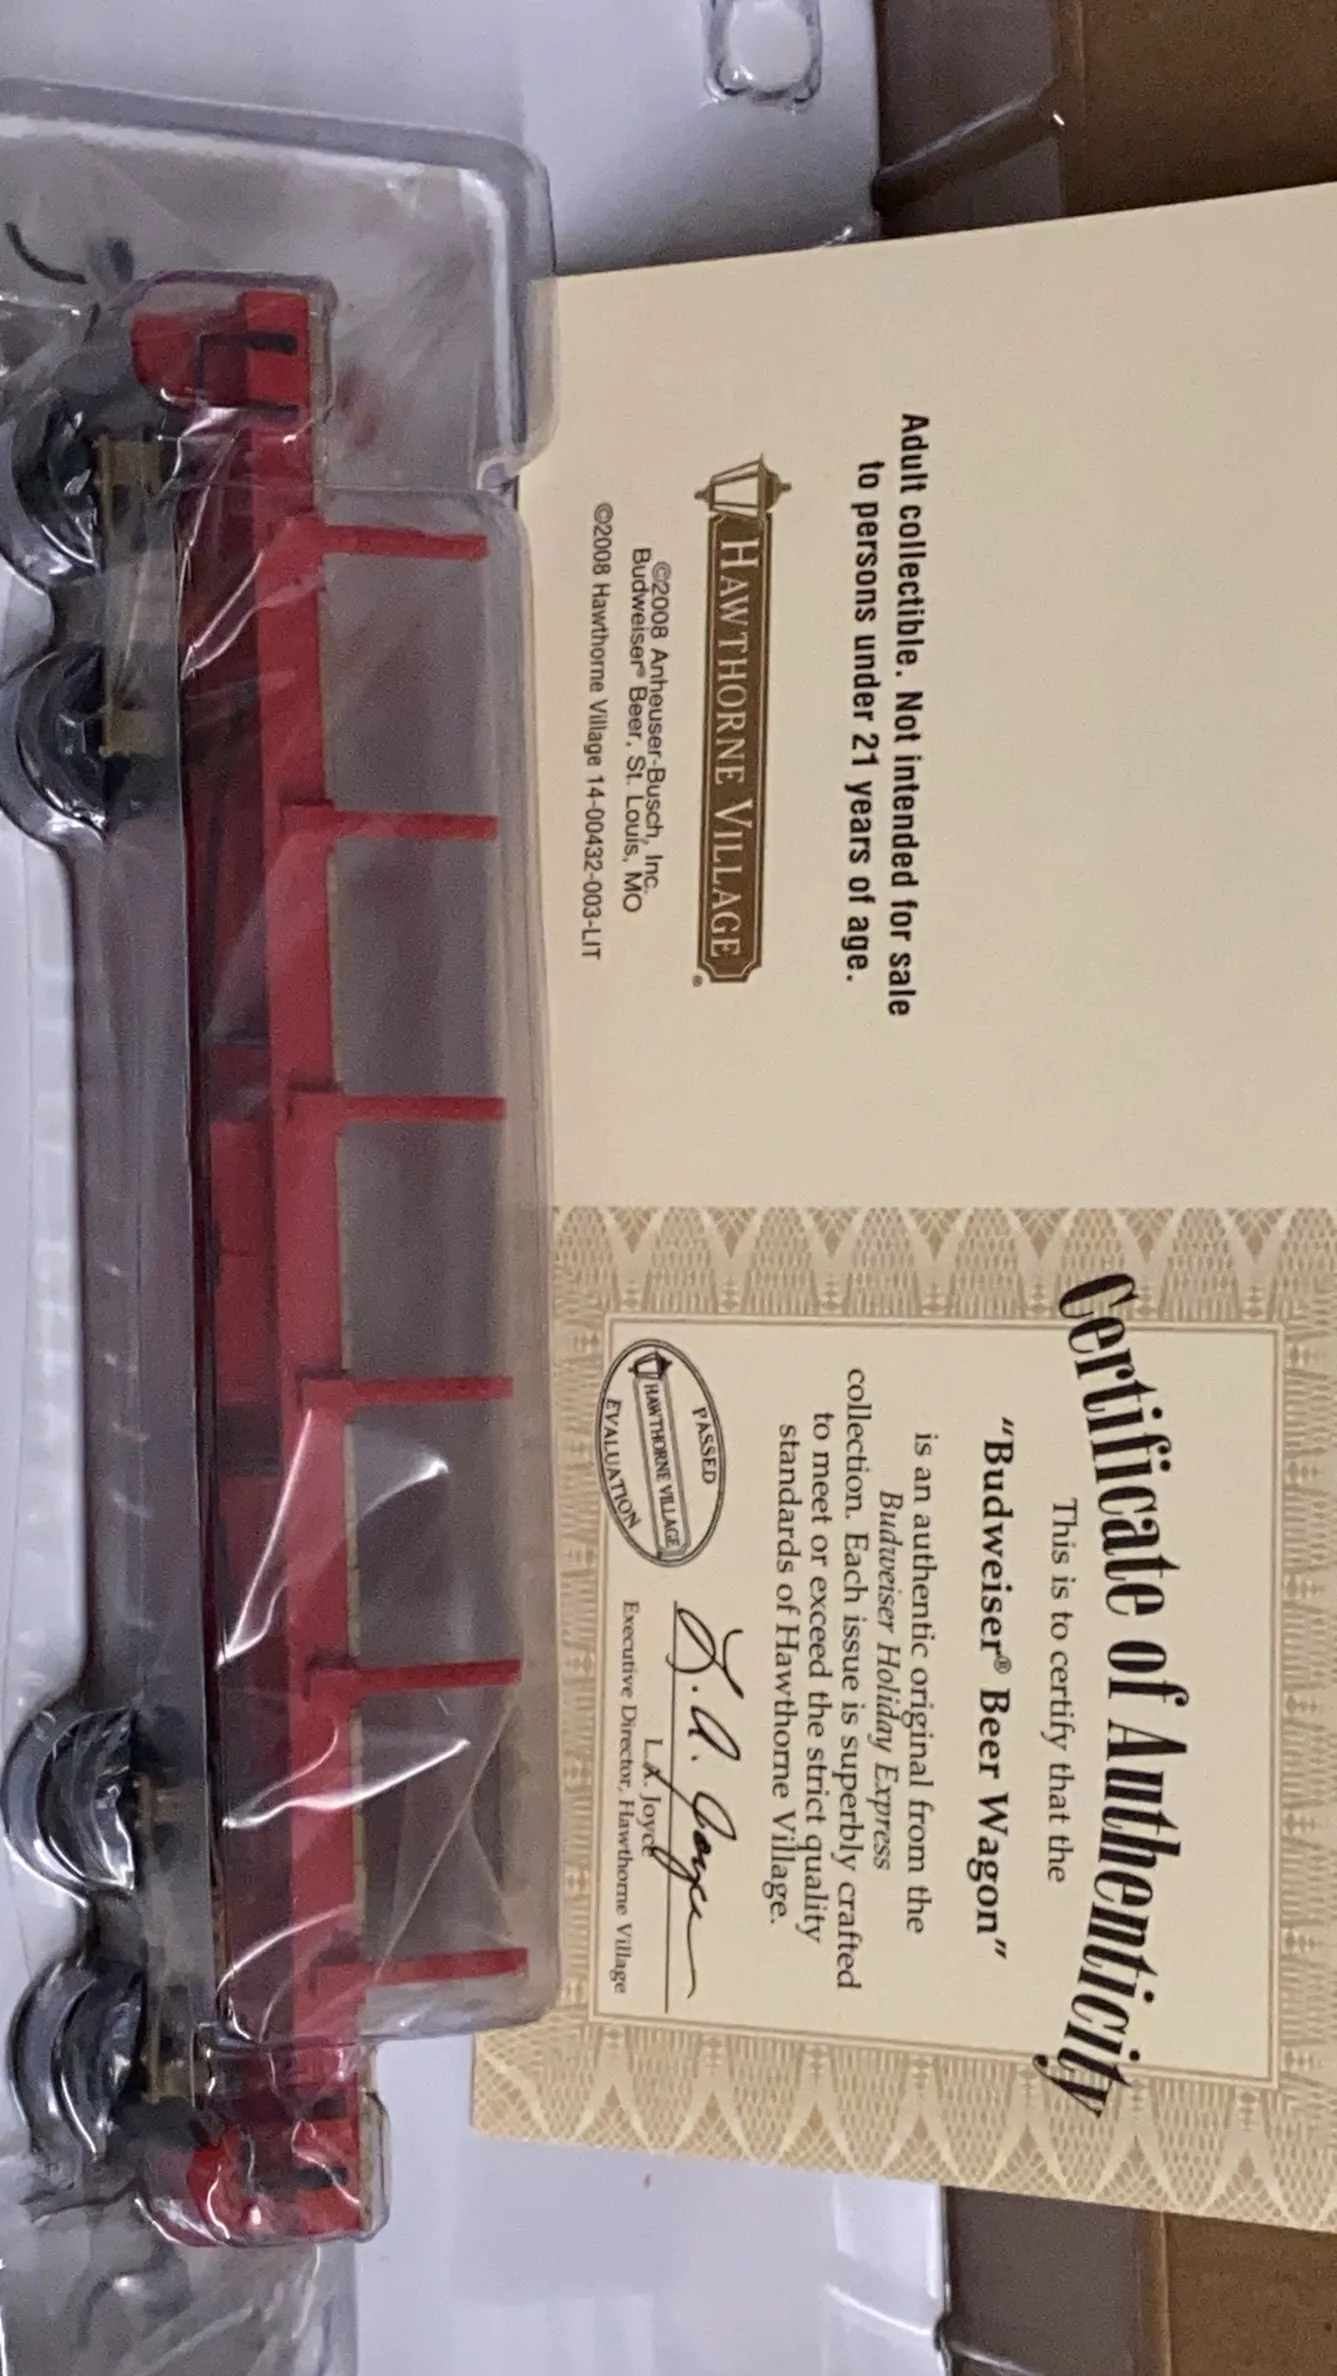 Adult collectible. Not intended for sale
to persons under 21 years of age.
HAWTHORNE VILLAGE®
©2008 Anheuser-Busch, Inc.
Budweiser® Beer, St. Louis, MO
©2008 Hawthorne Village 14-00432-003-LIT
Certificate of Authenticity
This is to certify that the
"Budweiser® Beer Wagon"
is an authentic original from the
Budweiser Holiday Express
collection. Each issue is superbly crafted
to meet or exceed the strict quality
standards of Hawthorne Village.
PASSED
HAWTHORNE VILLAGE
EVALUATION
L.A. Joyce
L.A. Joyce
Executive Director, Hawthorne Village